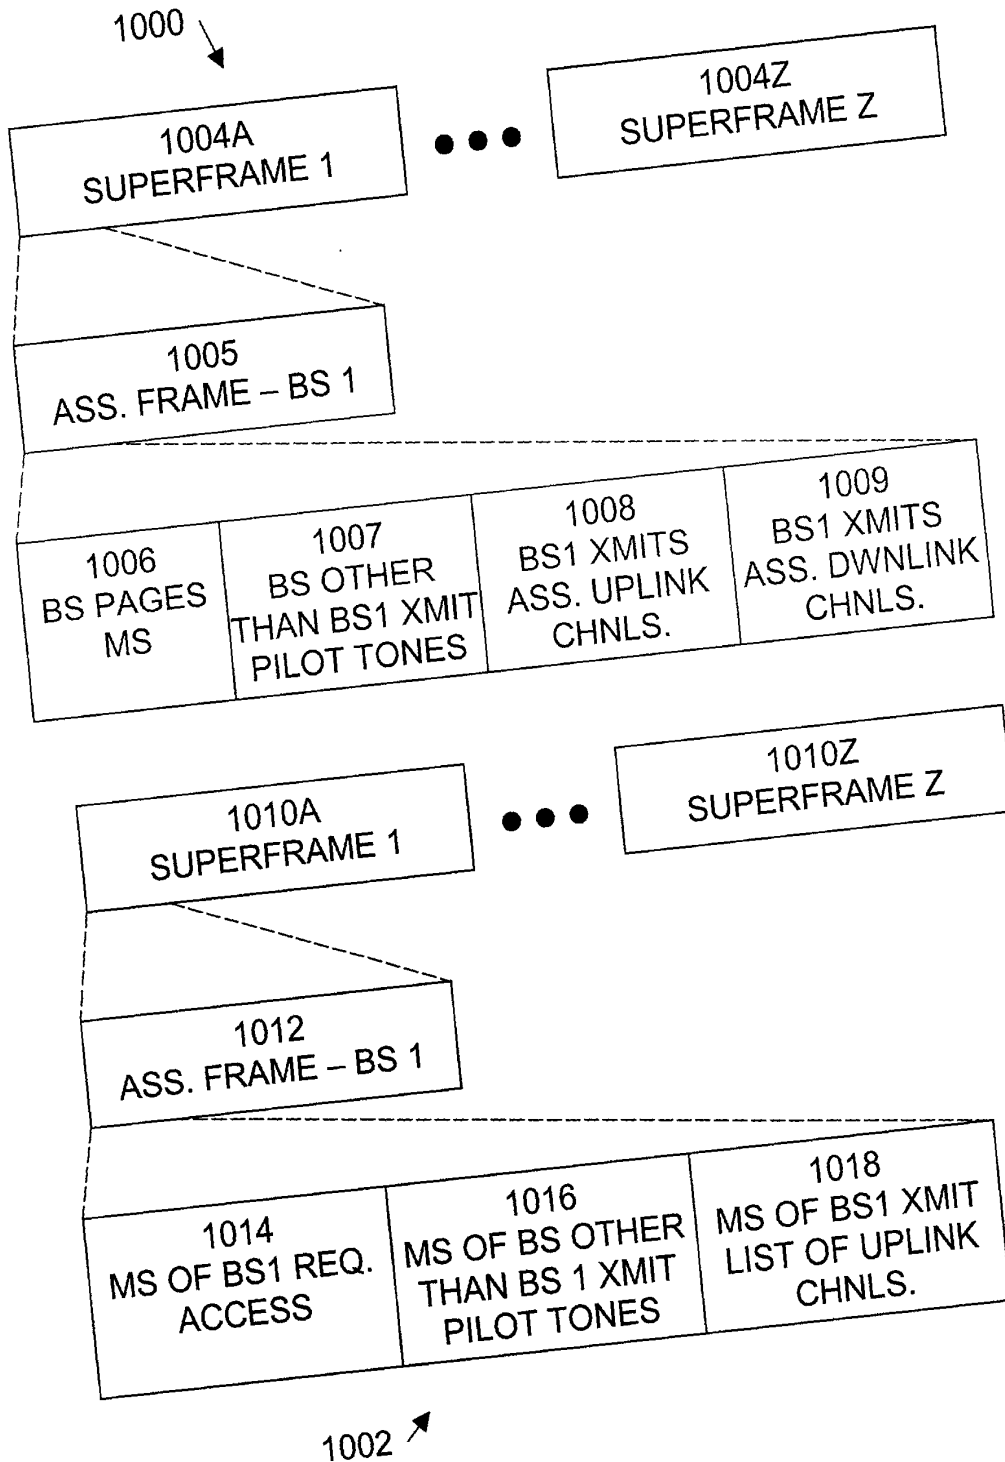 1000
1004A
SUPERFRAME 1
1004Z
SUPERFRAME Z
1005
ASS. FRAME – BS 1
1006
BS PAGES
MS
1007
BS OTHER
THAN BS1 XMIT
PILOT TONES
1008
BS1 XMITS
ASS. UPLINK
CHNLS.
1009
BS1 XMITS
ASS. DWNLINK
CHNLS.
1010A
SUPERFRAME 1
1010Z
SUPERFRAME Z
1012
ASS. FRAME – BS 1
1014
MS OF BS1 REQ.
ACCESS
1016
MS OF BS OTHER
THAN BS 1 XMIT
PILOT TONES
1018
MS OF BS1 XMIT
LIST OF UPLINK
CHNLS.
1002